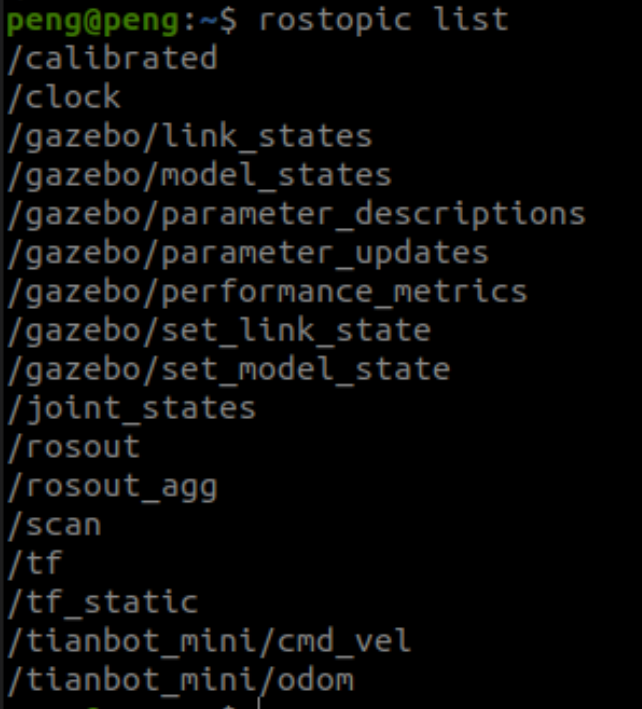 peng@peng:~$ rostopic list
/calibrated
/clock
/gazebo/link_states
/gazebo/model_states
/gazebo/parameter_descriptions
/gazebo/parameter_updates
/gazebo/performance_metrics
/gazebo/set_link_state
/gazebo/set_model_state
/joint_states
/rosout
/rosout_agg
/scan
/tf
/tf_static
/tianbot_mini/cmd_vel
/tianbot_mini/odom